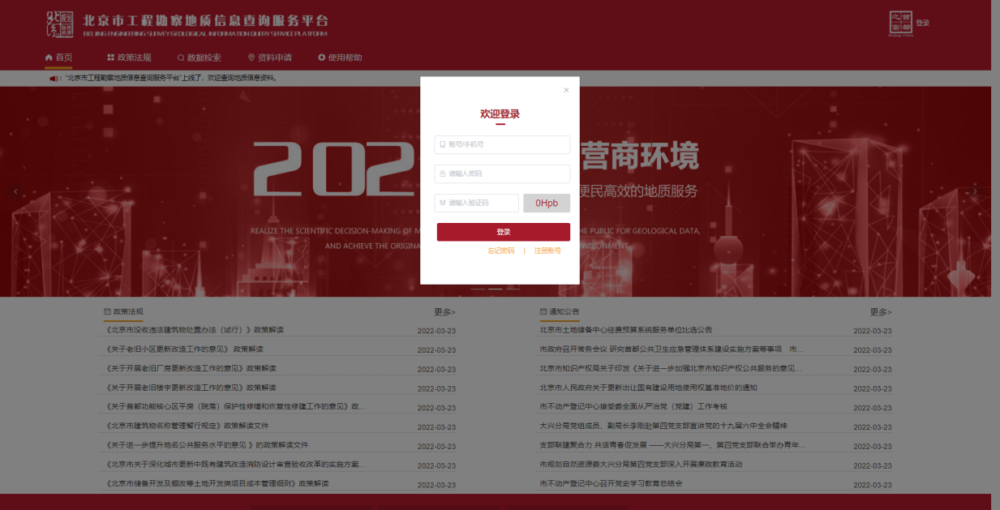 北京市工程勘察地质信息查询服务平台
BEIJING ENGINEERING SURVEY GEOLOGICAL INFORMATION QUERY SERVICE PLATFORM
登录
首页
政策法规
数据检索
资料申请
使用帮助
：“北京市工程勘察地质信息查询服务平台”上线了、欢迎查询地质信息资料。
×
欢迎登录
账号/手机号
请输入密码
请输入验证码
0Hpb
登录
忘记密码 | 注册账号
202
营商环境
便民高效的地质服务
REALIZE THE SCIENTIFIC DECISION-MAKING OF M
HE PUBLIC FOR GEOLOGICAL DATA,
AND ACHIEVE THE ORIGINA
NVIRONMENT
政策法规
更多>
《北京市没收违法建筑物处置办法（试行）》政策解读
2022-03-23
《关于老旧小区更新改造工作的意见》 政策解读
2022-03-23
《关于开展老旧厂房更新改造工作的意见》政策解读
2022-03-23
《关于开展老旧楼宇更新改造工作的意见》政策解读
2022-03-23
《关于首都功能核心区平房（院落）保护性修缮和恢复性修建工作的意见》政...
2022-03-23
《北京市建筑物名称管理暂行规定》政策解读文件
2022-03-23
《关于进一步提升地名公共服务水平的意见 》的政策解读文件
2022-03-23
《北京市关于深化城市更新中既有建筑改造消防设计审查验收改革的实施方案...
2022-03-23
《北京市储备开发及棚改等土地开发类项目成本管理细则》政策解读
2022-03-23
通知公告
更多>
北京市土地储备中心经费预算系统服务单位比选公告
2022-03-23
市政府召开常务会议 研究首都公共卫生应急管理体系建设实施方案等事项 市...
2022-03-23
北京市知识产权局关于印发《关于进一步加强北京市知识产权公共服务的意见...
2022-03-23
北京市人民政府关于更新出让国有建设用地使用权基准地价的通知
2022-03-23
市不动产登记中心接受委全面从严治党（党建）工作考核
2022-03-23
大兴分局党组成员、副局长李刚赴第四党支部宣讲党的十九届六中全会精神
2022-03-23
支部联建聚合力 共话青春促发展 ——大兴分局第一、第四党支部联合举办青年...
2022-03-23
市规划自然资源委大兴分局第四党支部深入开展廉政教育活动
2022-03-23
市不动产登记中心召开党史学习教育总结会
2022-03-23